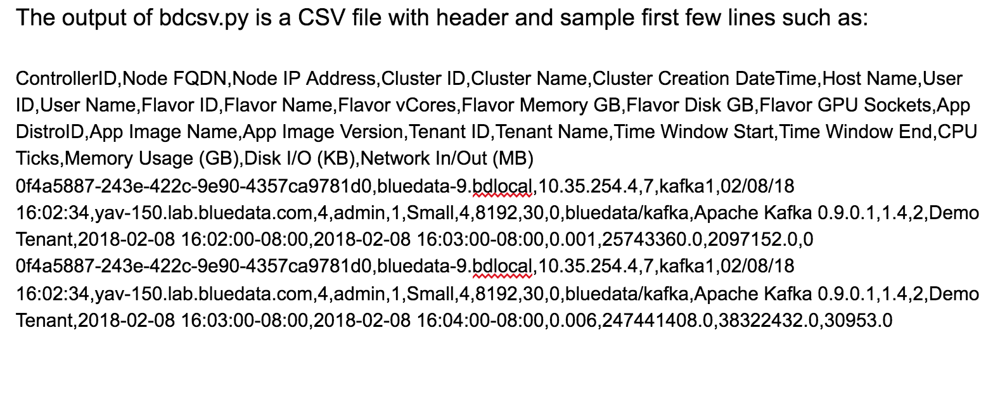 The output of bdcsv.py is a CSV file with header and sample first few lines such as:
ControllerID,Node FQDN,Node IP Address,Cluster ID,Cluster Name,Cluster Creation DateTime,Host Name,User
ID,User Name,Flavor ID,Flavor Name,Flavor vCores,Flavor Memory GB,Flavor Disk GB,Flavor GPU Sockets,App
DistroID,App Image Name,App Image Version,Tenant ID,Tenant Name,Time Window Start,Time Window End,CPU
Ticks,Memory Usage (GB),Disk I/O (KB),Network In/Out (MB)
0f4a5887-243e-422c-9e90-4357ca9781d0,bluedata-9.bdlocal,10.35.254.4,7,kafka1,02/08/18
16:02:34,yav-150.lab.bluedata.com,4,admin,1,Small,4,8192,30,0,bluedata/kafka,Apache Kafka 0.9.0.1,1.4,2,Demo
Tenant,2018-02-08 16:02:00-08:00,2018-02-08 16:03:00-08:00,0.001,25743360.0,2097152.0,0
0f4a5887-243e-422c-9e90-4357ca9781d0,bluedata-9.bdlocal,10.35.254.4,7,kafka1,02/08/18
16:02:34,yav-150.lab.bluedata.com,4,admin,1,Small,4,8192,30,0,bluedata/kafka,Apache Kafka 0.9.0.1,1.4,2,Demo
Tenant,2018-02-08 16:03:00-08:00,2018-02-08 16:04:00-08:00,0.006,247441408.0,38322432.0,30953.0